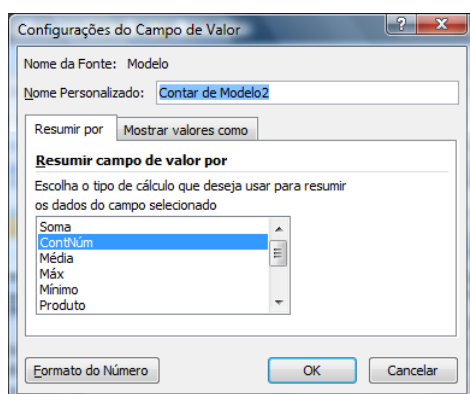 Configurações do Campo de Valor
Nome da Fonte: Modelo
Nome Personalizado: Contar de Modelo2
Resumir por Mostrar valores como
Resumir campo de valor por
Escolha o tipo de cálculo que deseja usar para resumir
os dados do campo selecionado
Soma
ContNúm
Média
Máx
Mínimo
Produto
Formato do Número OK Cancelar